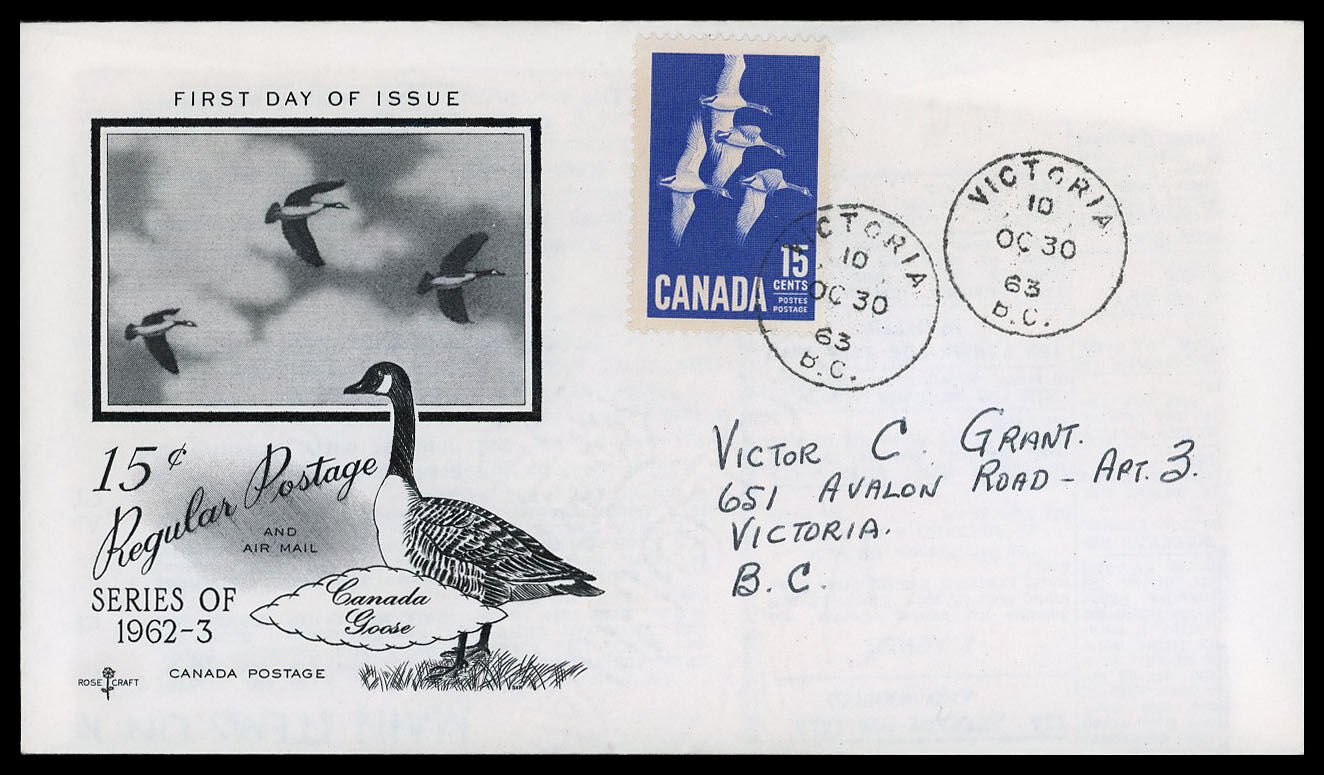 FIRST DAY OF ISSUE
15¢
Regular Postage
AND
AIR MAIL
SERIES OF
1962-3
Canada
Goose
ROSE CRAFT
CANADA POSTAGE
15
CENTS
CANADA
POSTES
POSTAGE
VICTORIA
10
OC 30
63
B.C.
VICTORIA
10
OC 30
63
B.C.
VICTOR C. GRANT.
651 AVALON ROAD - APT. 3.
VICTORIA.
B.C.